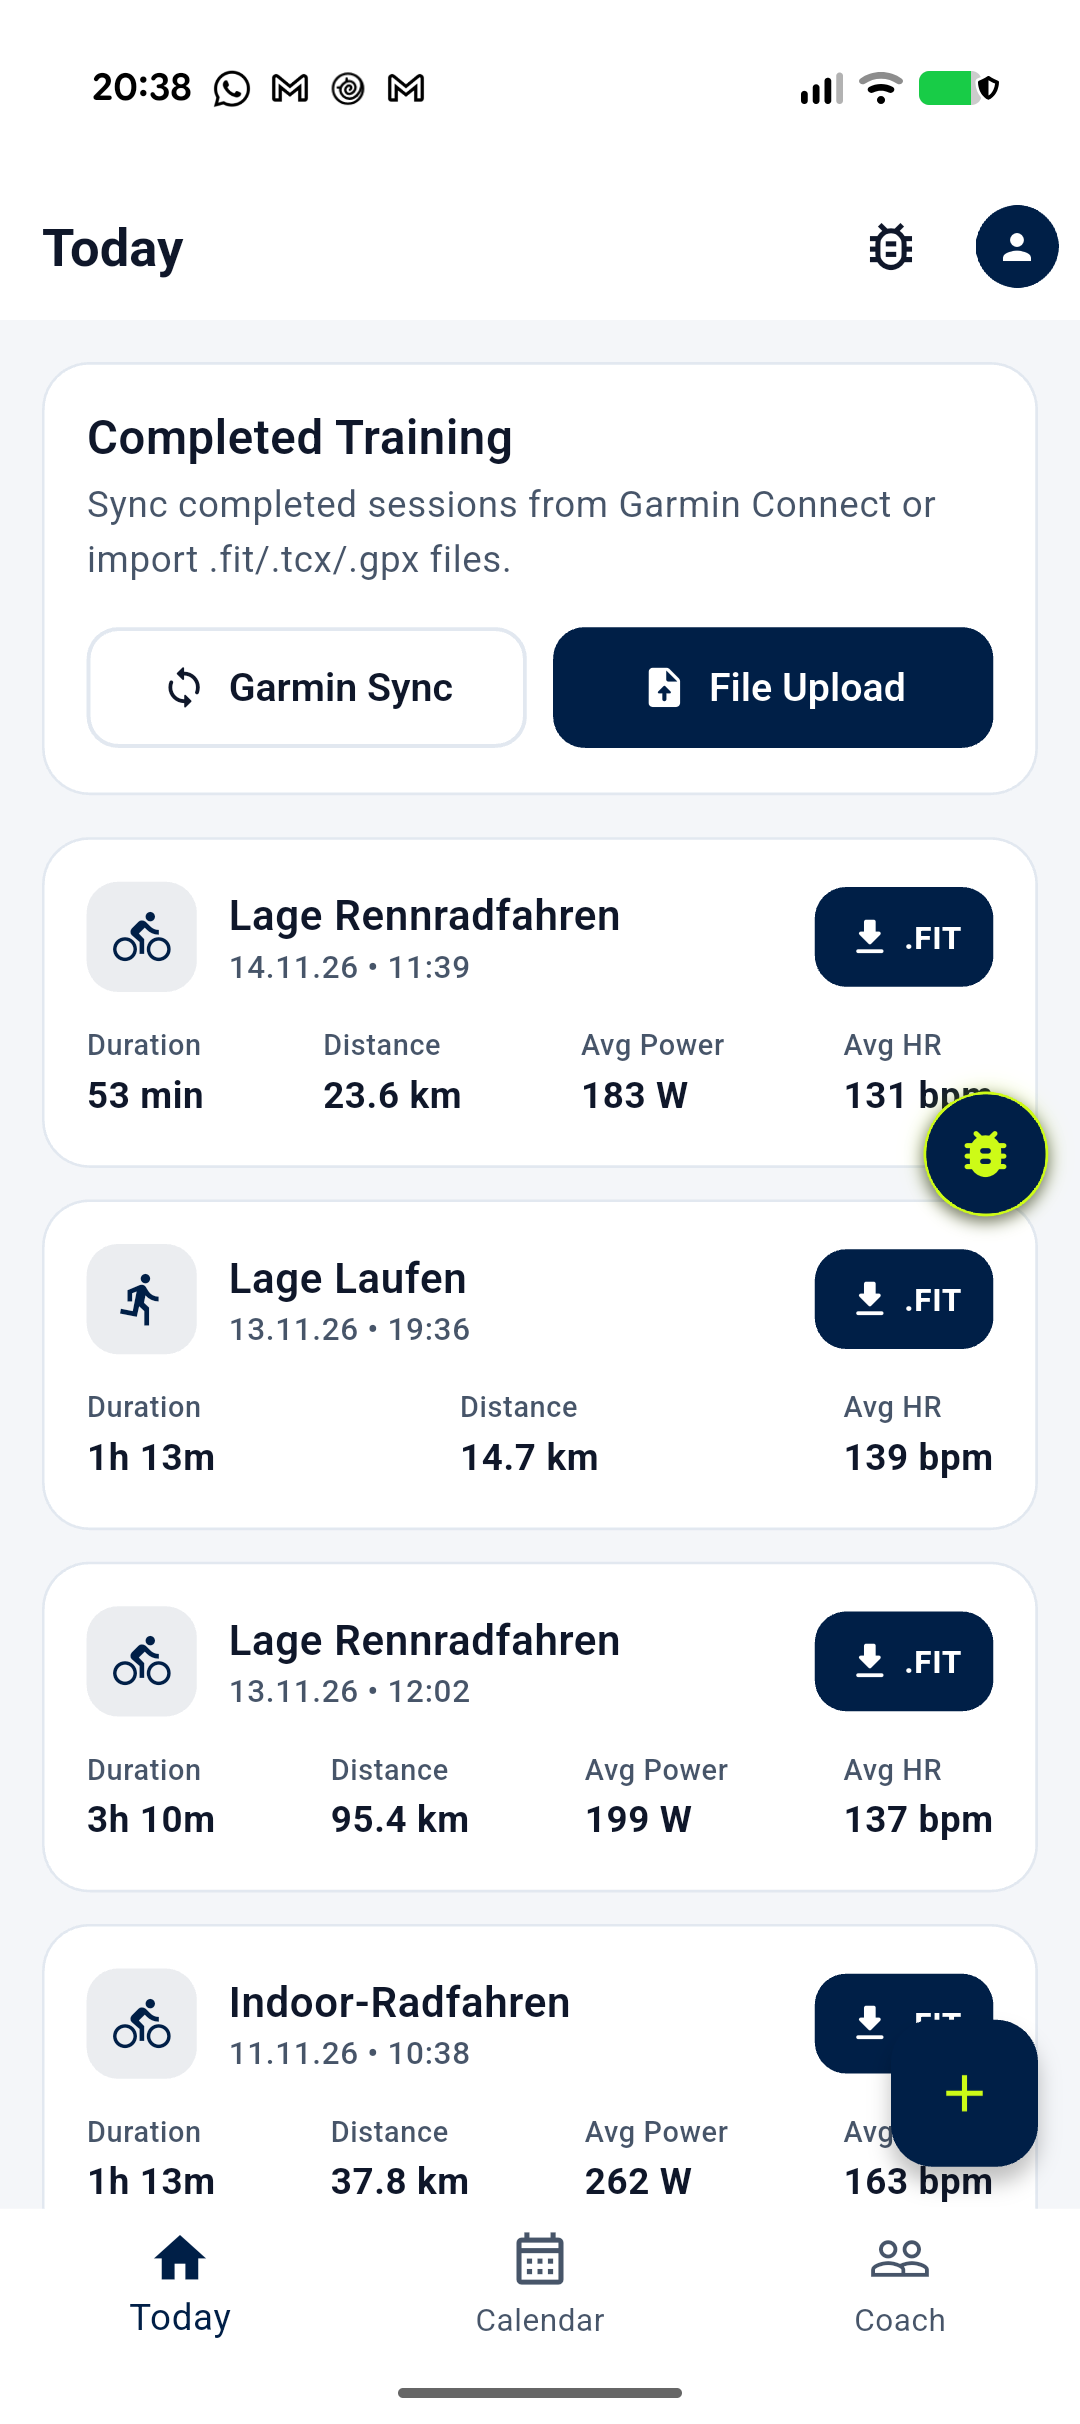 20:38
Today
Completed Training
Sync completed sessions from Garmin Connect or
import .fit/.tcx/.gpx files.
Garmin Sync
File Upload
Lage Rennradfahren
.FIT
14.11.26 • 11:39
Duration Distance Avg Power Avg HR
53 min 23.6 km 183 W 131 bpm
Lage Laufen
.FIT
13.11.26 • 19:36
Duration Distance Avg HR
1h 13m 14.7 km 139 bpm
Lage Rennradfahren
.FIT
13.11.26 • 12:02
Duration Distance Avg Power Avg HR
3h 10m 95.4 km 199 W 137 bpm
Indoor-Radfahren
11.11.26 • 10:38
Duration Distance Avg Power Avg
1h 13m 37.8 km 262 W 163 bpm
Today Calendar Coach